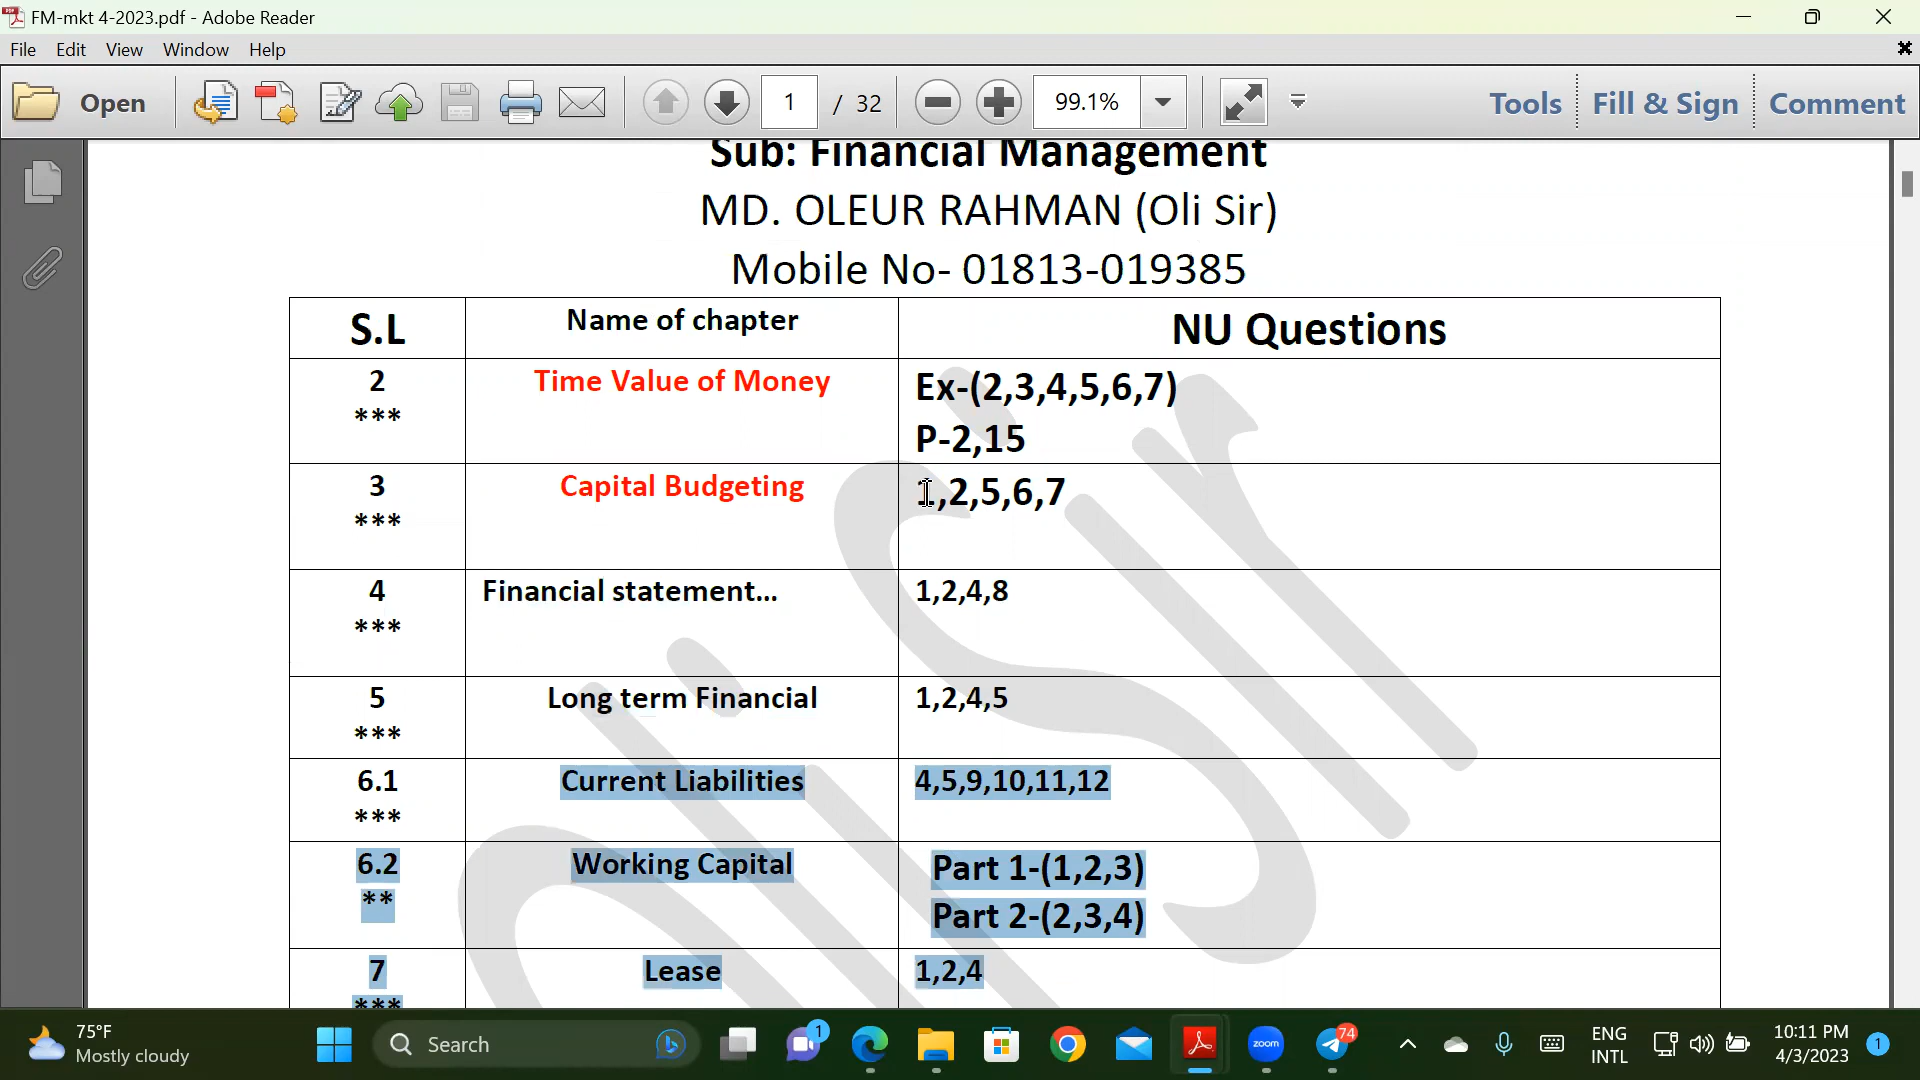 FM-mkt 4-2023.pdf - Adobe Reader
File Edit View Window Help
Open 1 / 32 99.1% Tools Fill & Sign Comment
Sub: Financial Management
MD. OLEUR RAHMAN (Oli Sir)
Mobile No- 01813-019385
S.L Name of chapter NU Questions
2 Time Value of Money Ex-(2,3,4,5,6,7)
*** P-2,15
3 Capital Budgeting 1,2,5,6,7
***
4 Financial statement... 1,2,4,8
***
5 Long term Financial 1,2,4,5
***
6.1 Current Liabilities 4,5,9,10,11,12
***
6.2 Working Capital Part 1-(1,2,3)
** Part 2-(2,3,4)
7 Lease 1,2,4
***
Oli Sir
75°F
Mostly cloudy
Search
1
zoom
74
ENG
INTL
10:11 PM
4/3/2023
1